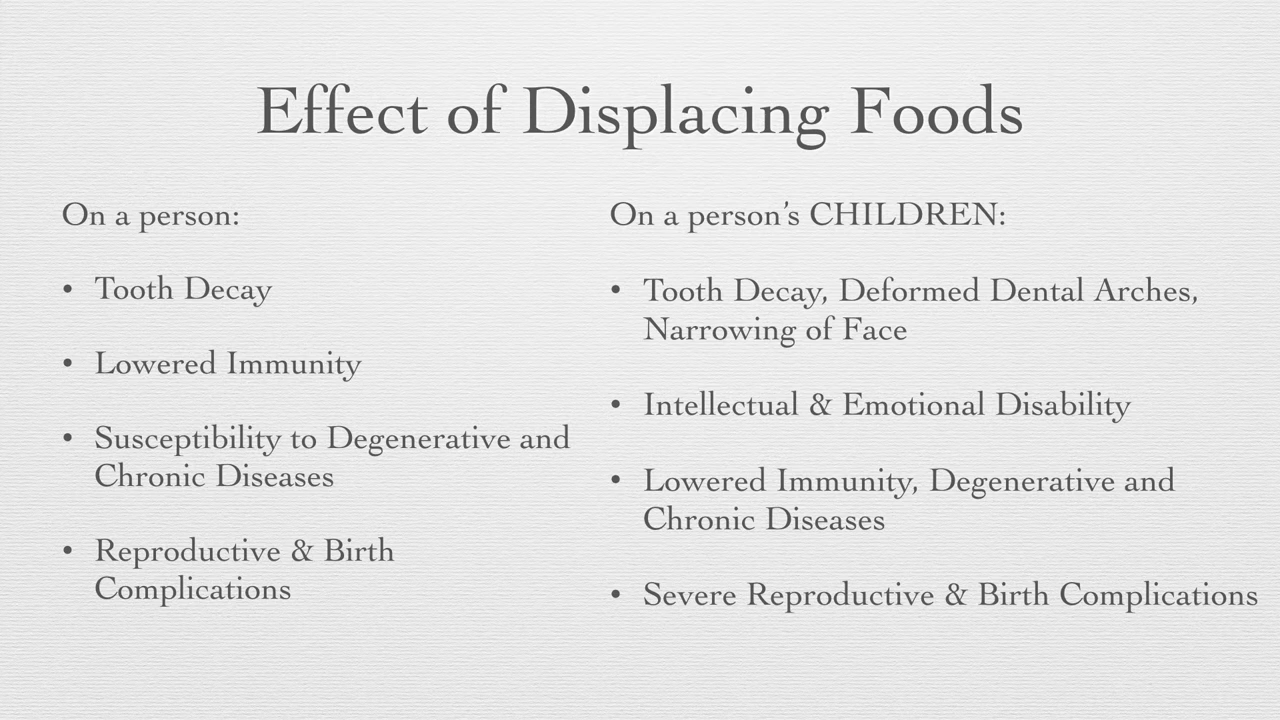 Effect of Displacing Foods
On a person:
• Tooth Decay
• Lowered Immunity
• Susceptibility to Degenerative and
Chronic Diseases
• Reproductive & Birth
Complications
On a person’s CHILDREN:
• Tooth Decay, Deformed Dental Arches,
Narrowing of Face
• Intellectual & Emotional Disability
• Lowered Immunity, Degenerative and
Chronic Diseases
• Severe Reproductive & Birth Complications